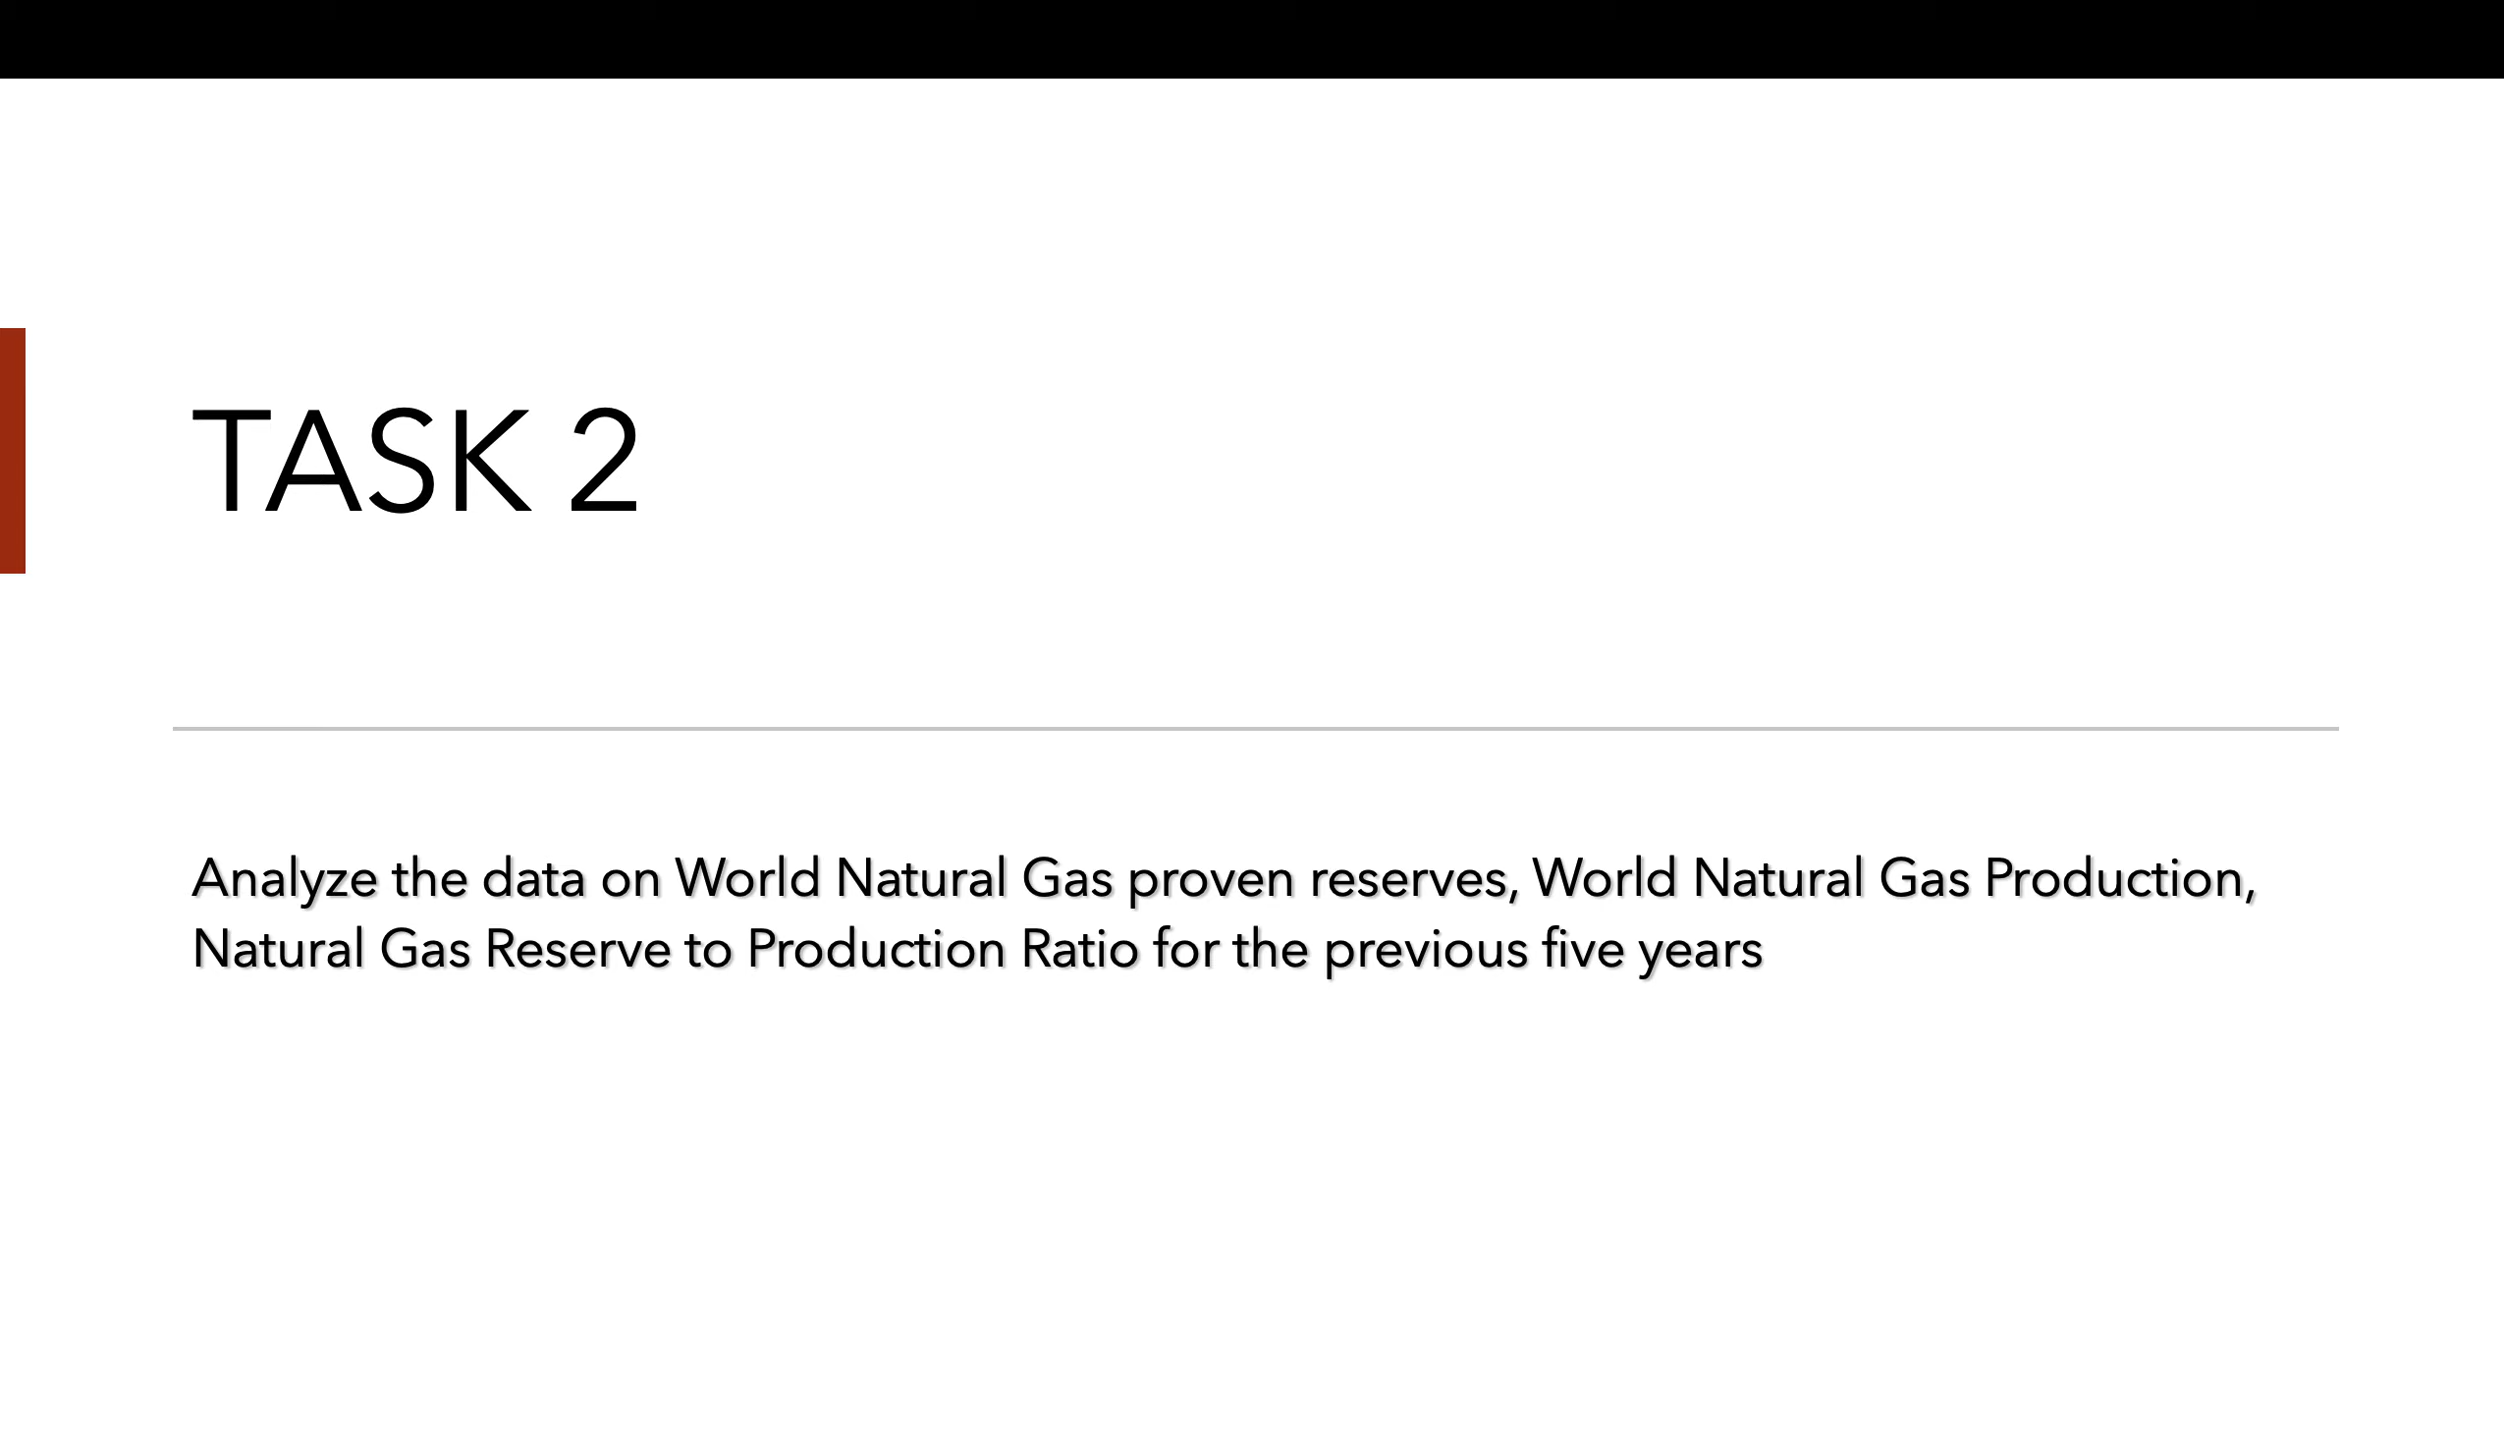 TASK 2
Analyze the data on World Natural Gas proven reserves, World Natural Gas Production,
Natural Gas Reserve to Production Ratio for the previous five years